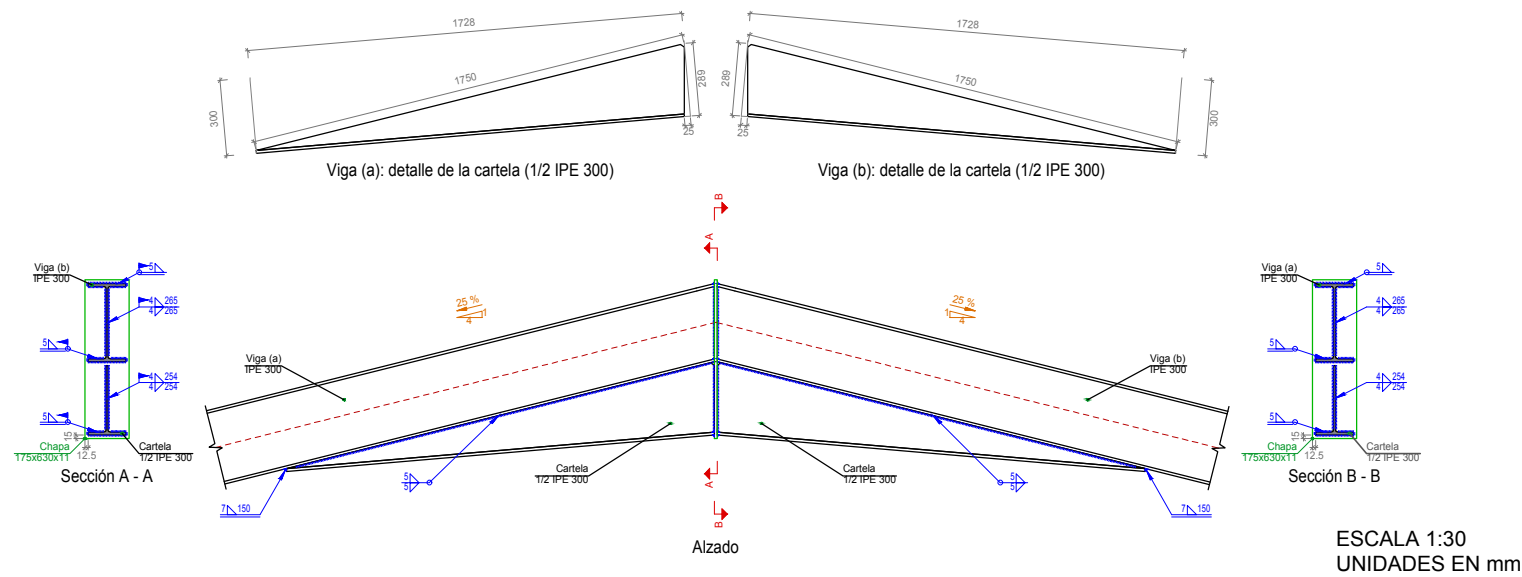 1728
1750
300
289
25
Viga (a): detalle de la cartela (1/2 IPE 300)
1728
1750
289
25
300
Viga (b): detalle de la cartela (1/2 IPE 300)
B
A
Viga (b)
IPE 300
5
4 265
4 265
5
4 254
4 254
5
15
12.5
Chapa
175x630x11
Cartela
1/2 IPE 300
Sección A - A
25 %
1
4
Viga (a)
IPE 300
Cartela
1/2 IPE 300
5
5
7 150
25 %
1
4
Viga (b)
IPE 300
Cartela
1/2 IPE 300
5
5
7 150
A
B
Alzado
Viga (a)
IPE 300
5
4 265
4 265
5
4 254
4 254
5
15
12.5
Chapa
175x630x11
Cartela
1/2 IPE 300
Sección B - B
ESCALA 1:30
UNIDADES EN mm